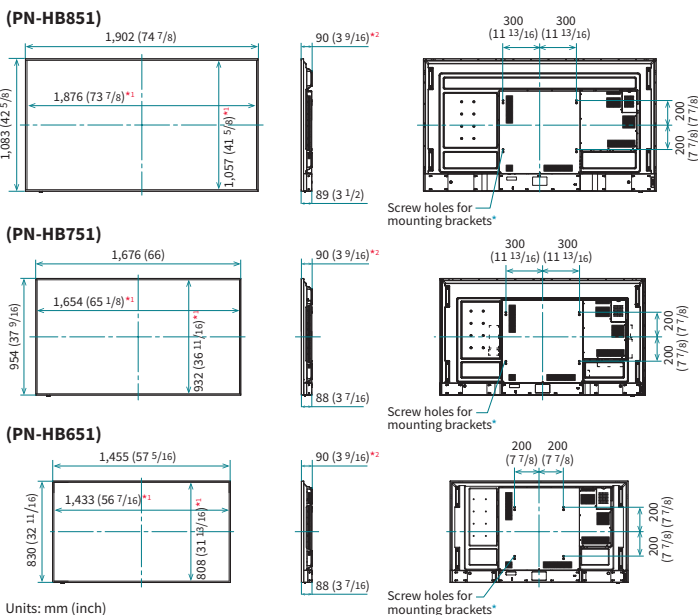 (PN-HB851)
1,902 (74 7/8)
90 (3 9/16)*2
300 300
(11 13/16) (11 13/16)
1,083 (42 5/8)
1,876 (73 7/8)*1
1,057 (41 5/8)*1
200 200
(7 7/8) (7 7/8)
89 (3 1/2)
Screw holes for
mounting brackets*
(PN-HB751)
1,676 (66)
90 (3 9/16)*2
300 300
(11 13/16) (11 13/16)
954 (37 9/16)
1,654 (65 1/8)*1
932 (36 11/16)*1
200 200
(7 7/8) (7 7/8)
88 (3 7/16)
Screw holes for
mounting brackets*
(PN-HB651)
1,455 (57 5/16)
90 (3 9/16)*2
200 200
(7 7/8) (7 7/8)
830 (32 11/16)
1,433 (56 7/16)*1
808 (31 13/16)*1
200 200
(7 7/8) (7 7/8)
88 (3 7/16)
Screw holes for
mounting brackets*
Units: mm (inch)